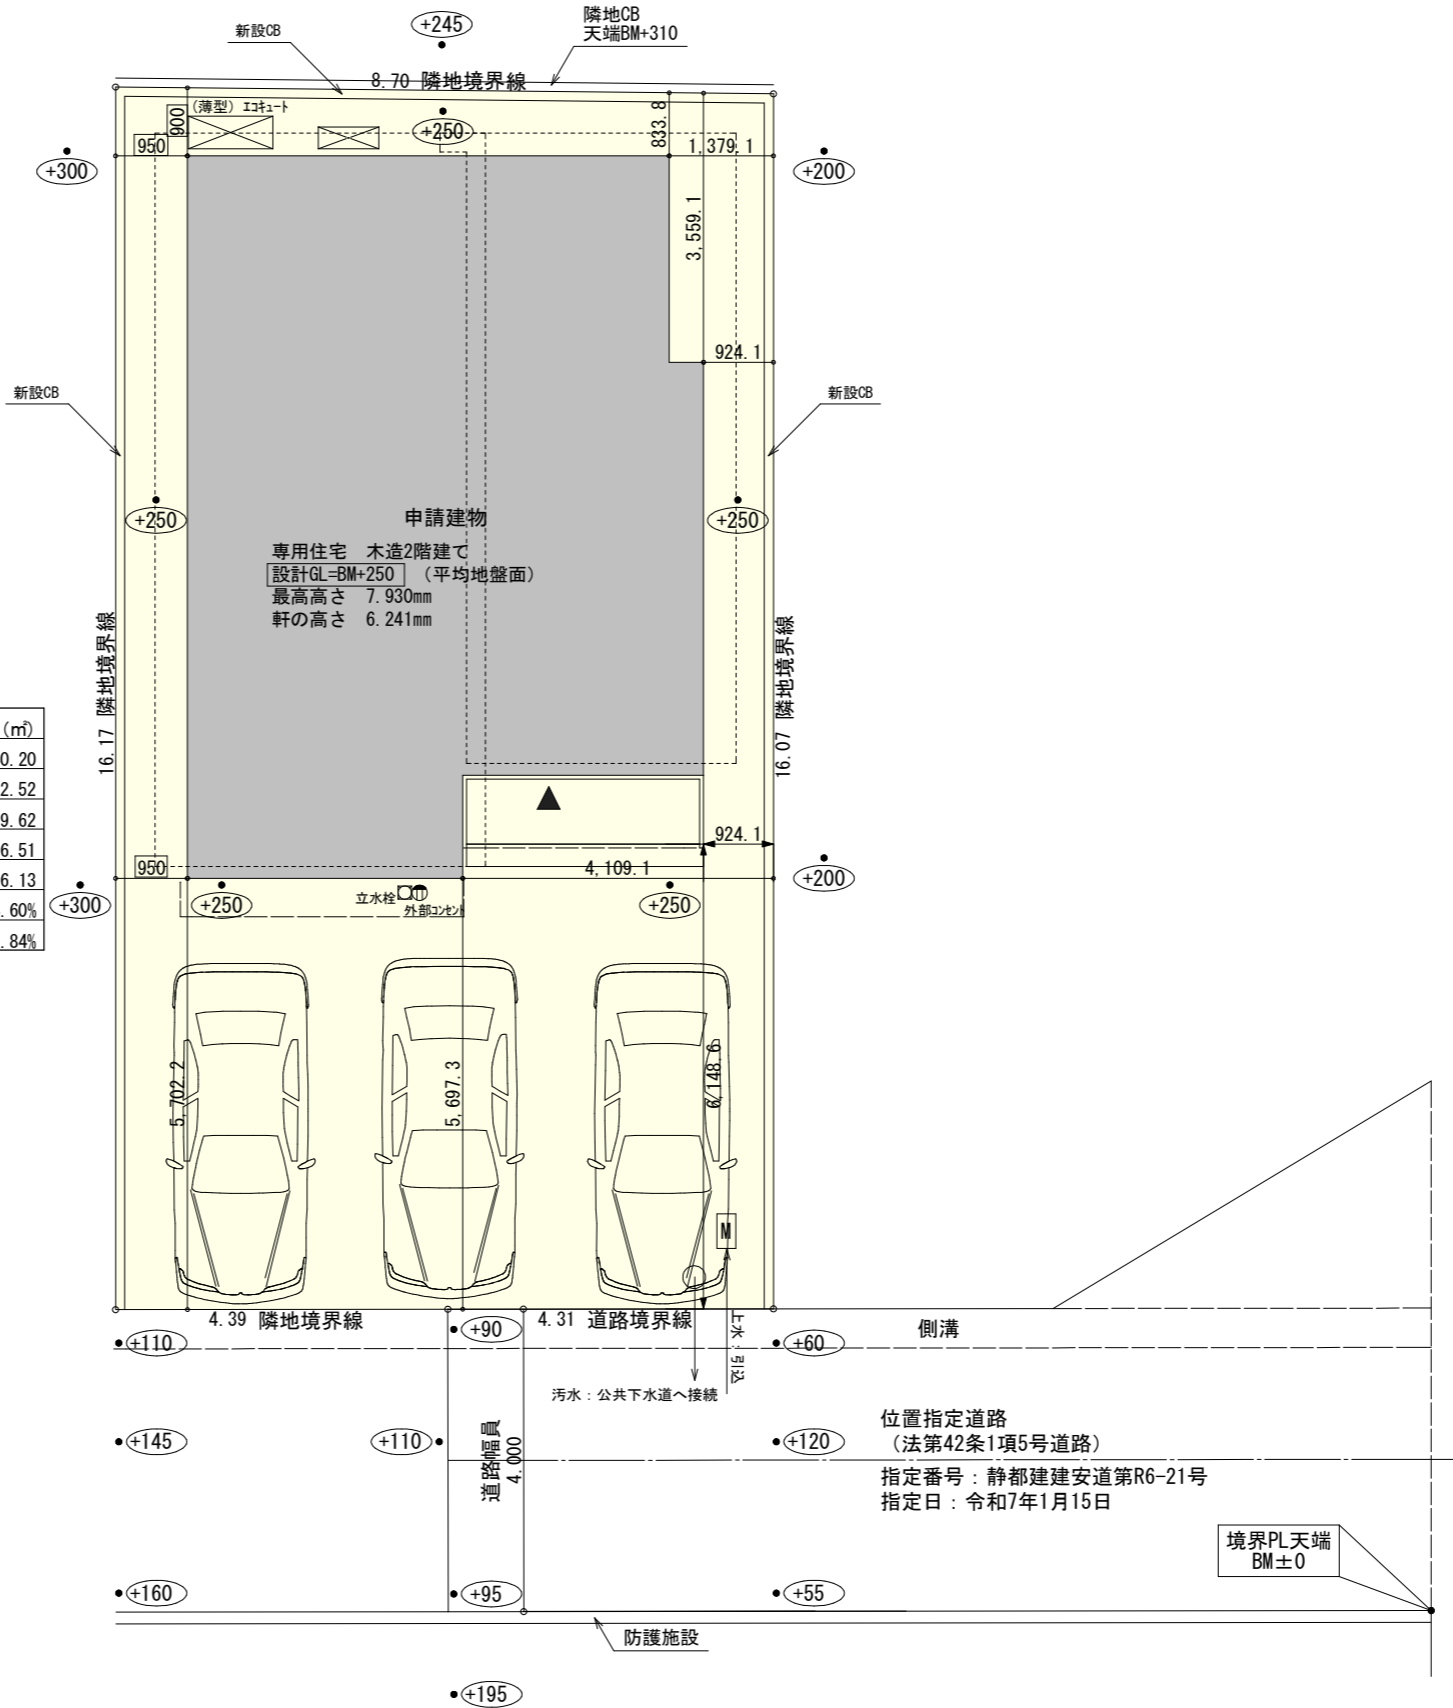 新設CB
+245
隣地CB
天端BM+310
8.70 隣地境界線
(薄型) エコキュート
900
950
+250
833.8
1,379.1
+300
+200
3,559.1
924.1
新設CB
新設CB
+250
+250
申請建物
専用住宅 木造2階建て
設計GL=BM+250 (平均地盤面)
最高高さ 7.930mm
軒の高さ 6.241mm
16.17 隣地境界線
16.07 隣地境界線
(㎡)
0.20
2.52
9.62
6.51
6.13
.60%
.84%
924.1
950
4,109.1
+300
+250
立水栓
外部コンセント
+250
+200
5,702.2
5,697.3
6,148.6
M
4.39 隣地境界線
4.31 道路境界線
+110
+90
+60
側溝
上水:引込
汚水:公共下水道へ接続
+145
+110
道路幅員
4.000
+120
位置指定道路
(法第42条1項5号道路)
指定番号:静都建建安道第R6-21号
指定日:令和7年1月15日
境界PL天端
BM±0
+160
+95
+55
防護施設
+195